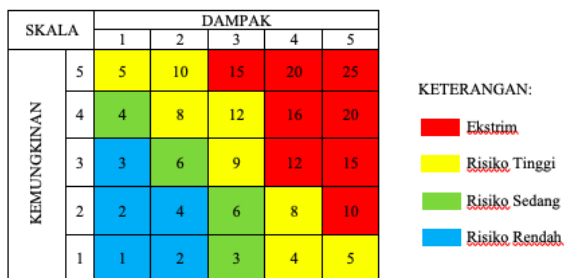 SKALA DAMPAK
1 2 3 4 5
KEMUNGKINAN
5 5 10 15 20 25
4 4 8 12 16 20
3 3 6 9 12 15
2 2 4 6 8 10
1 1 2 3 4 5
KETERANGAN:
Ekstrim
Risiko Tinggi
Risiko Sedang
Risiko Rendah